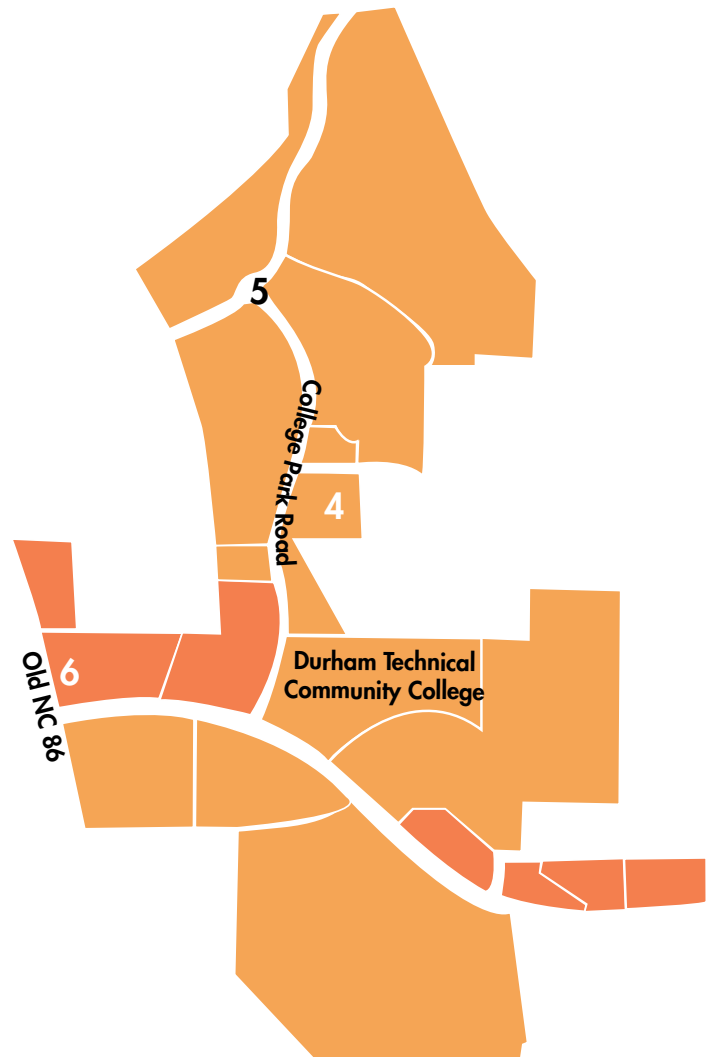 5
College Park Road
4
Durham Technical
Community College
6
Old NC 86